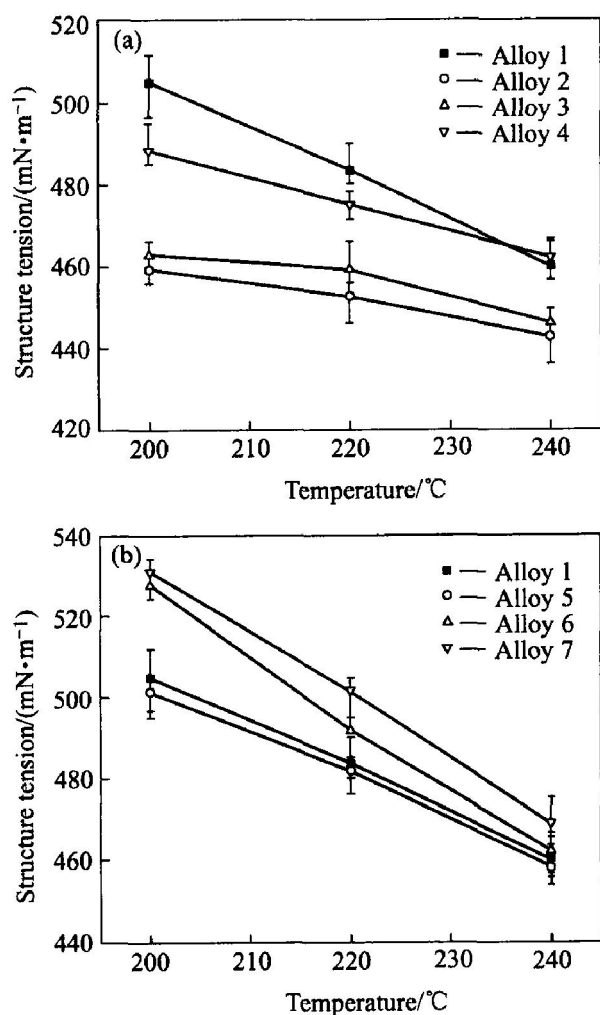 (a)
Alloy 1
Alloy 2
Alloy 3
Alloy 4
Structure tension/(mN•m⁻¹)
520
500
480
460
440
420
200 210 220 230 240
Temperature/℃
(b)
Alloy 1
Alloy 5
Alloy 6
Alloy 7
Structure tension/(mN•m⁻¹)
540
520
500
480
460
440
200 210 220 230 240
Temperature/℃